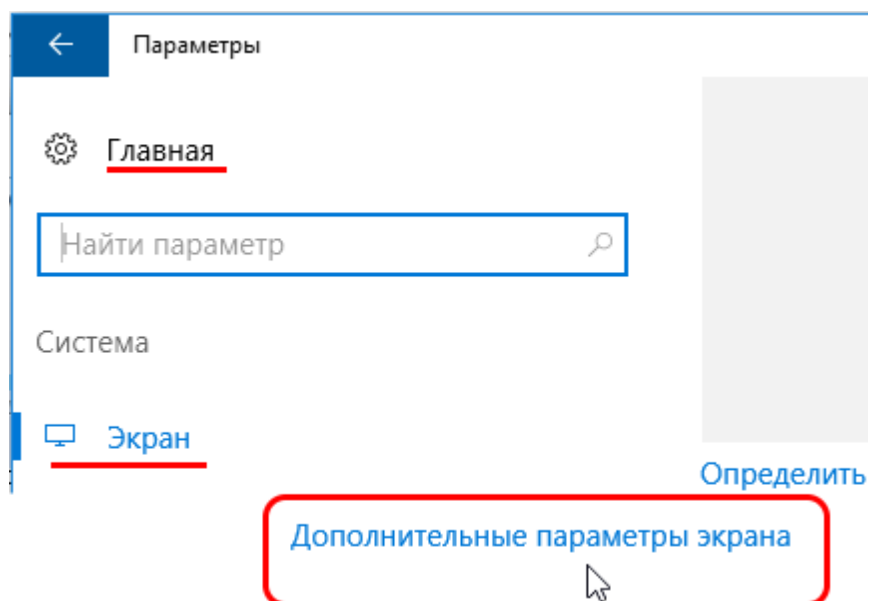 Параметры
Главная
Найти параметр
Система
Экран
Определить
Дополнительные параметры экрана